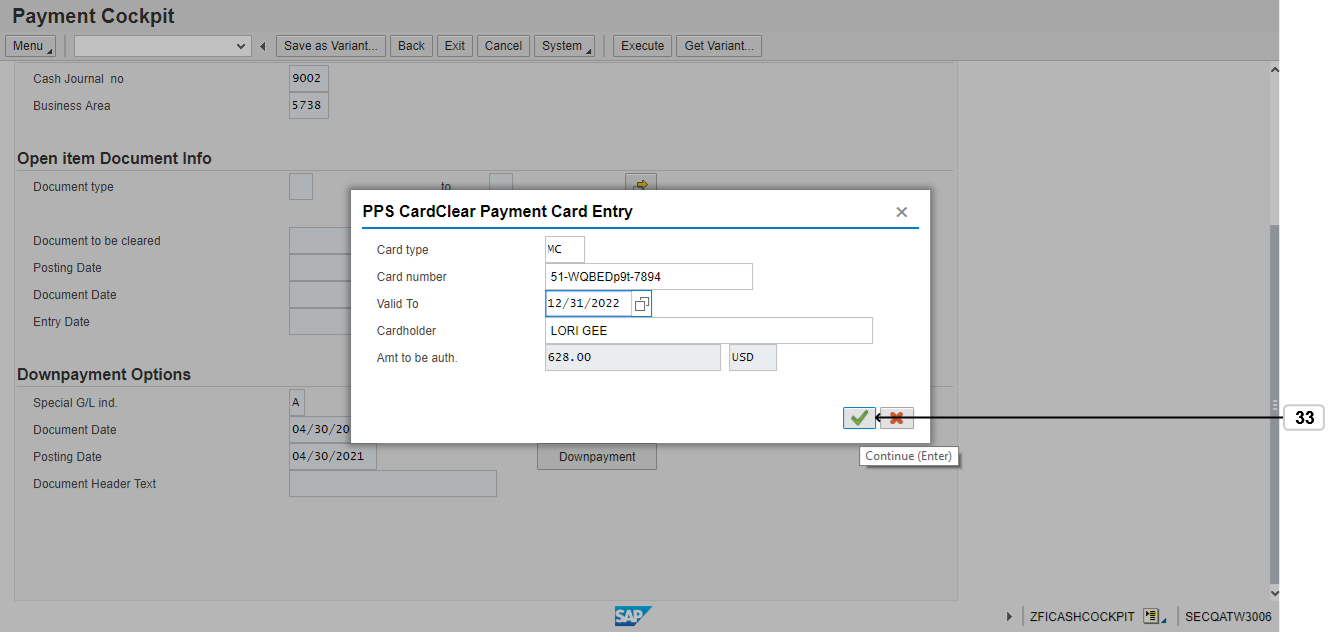 Payment Cockpit
Menu Save as Variant... Back Exit Cancel System Execute Get Variant...
Cash Journal no 9002
Business Area 5738
Open item Document Info
Document type to
PPS CardClear Payment Card Entry
Card type MC
Card number 51-WQBEDp9t-7894
Valid To 12/31/2022
Cardholder LORI GEE
Amt to be auth. 628.00 USD
33
Continue (Enter)
Document to be cleared
Posting Date
Document Date
Entry Date
Downpayment Options
Special G/L ind. A
Document Date 04/30/20
Posting Date 04/30/2021 Downpayment
Document Header Text
SAP ZFICASHCOCKPIT SECQATW3006